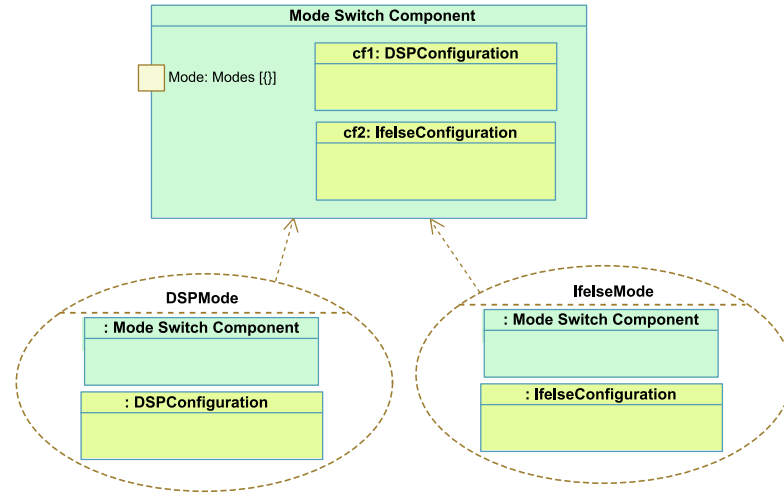 Mode Switch Component
cf1: DSPConfiguration
Mode: Modes [{}]
cf2: IfelseConfiguration
DSPMode
: Mode Switch Component
: DSPConfiguration
IfelseMode
: Mode Switch Component
: IfelseConfiguration